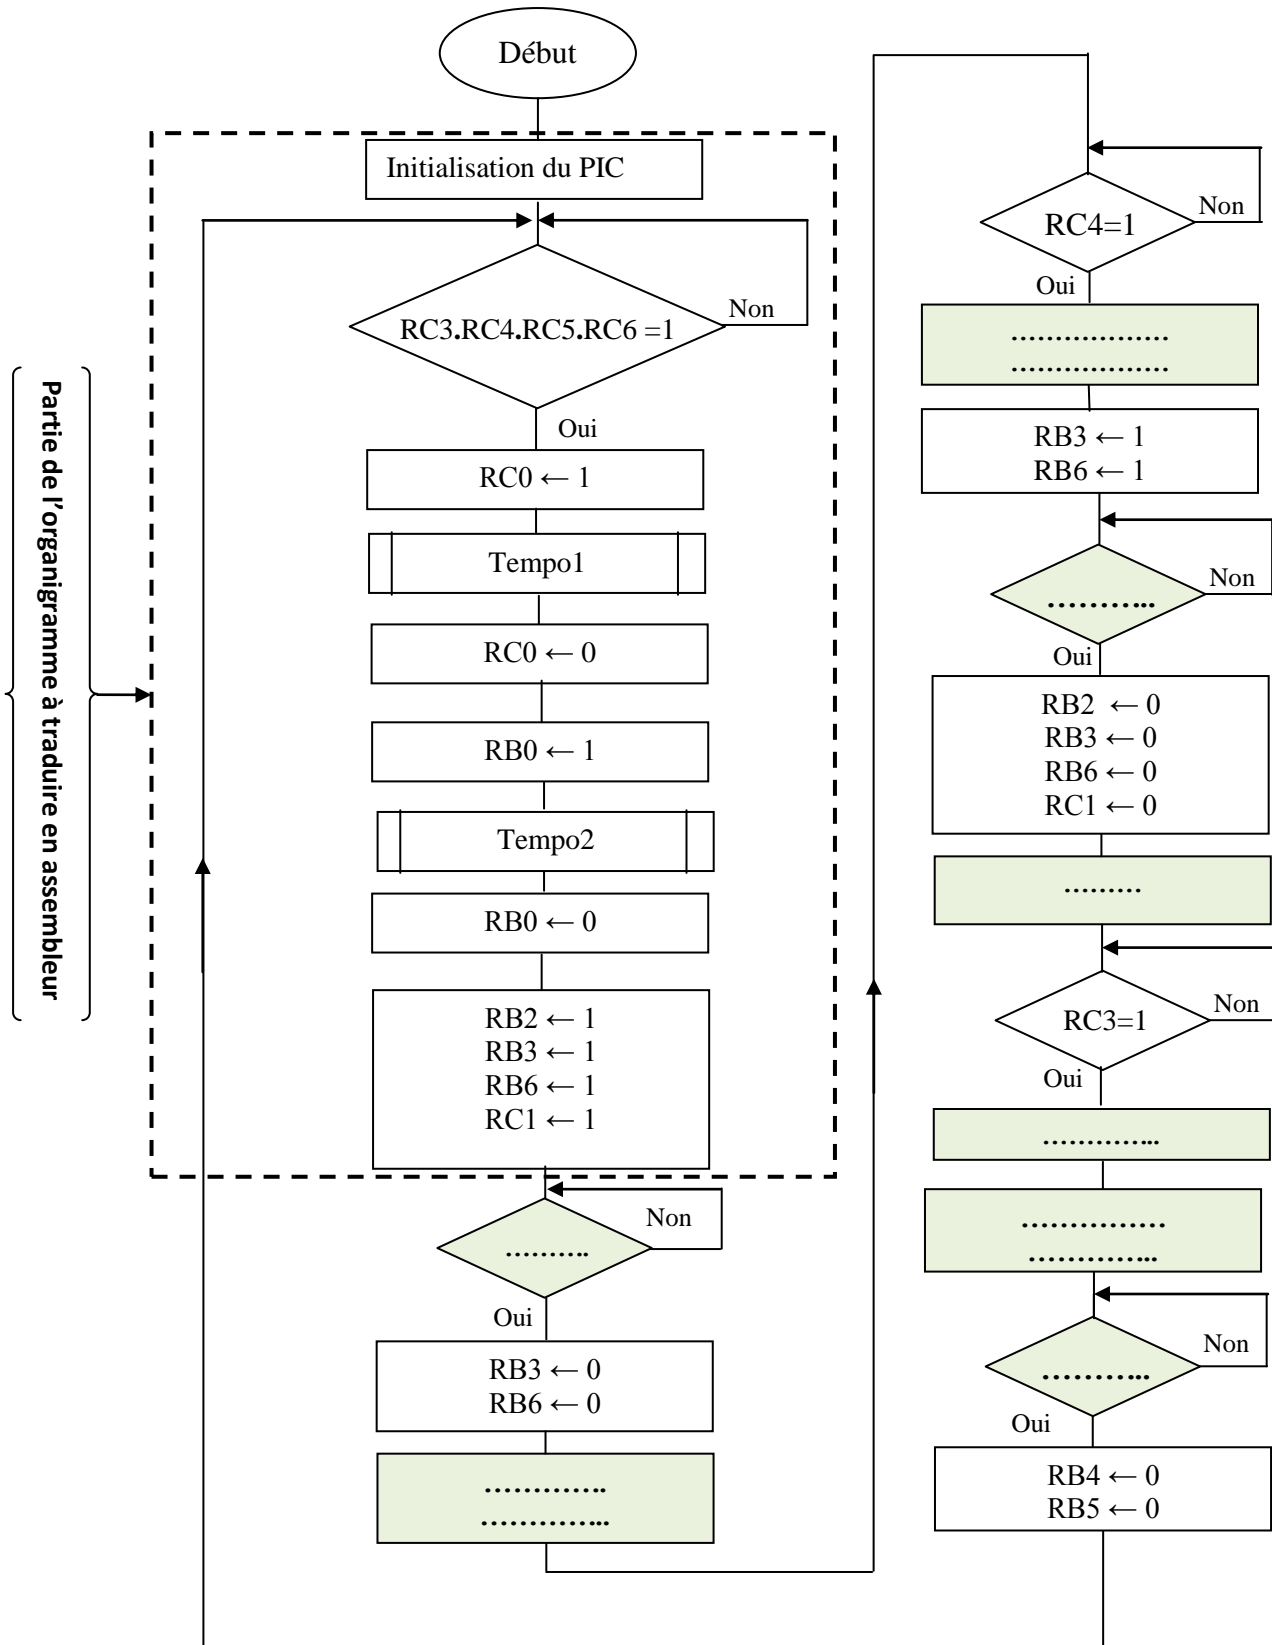 Début
Initialisation du PIC
RC3.RC4.RC5.RC6 =1
Non
Oui
RC0 ← 1
Tempo1
RC0 ← 0
RB0 ← 1
Tempo2
RB0 ← 0
RB2 ← 1
RB3 ← 1
RB6 ← 1
RC1 ← 1
Partie de l'organigramme à traduire en assembleur
..........
Non
Oui
RB3 ← 0
RB6 ← 0
.............
..............
RC4=1
Non
Oui
..................
..................
RB3 ← 1
RB6 ← 1
............
Non
Oui
RB2 ← 0
RB3 ← 0
RB6 ← 0
RC1 ← 0
.........
RC3=1
Non
Oui
.............
...............
..............
............
Non
Oui
RB4 ← 0
RB5 ← 0